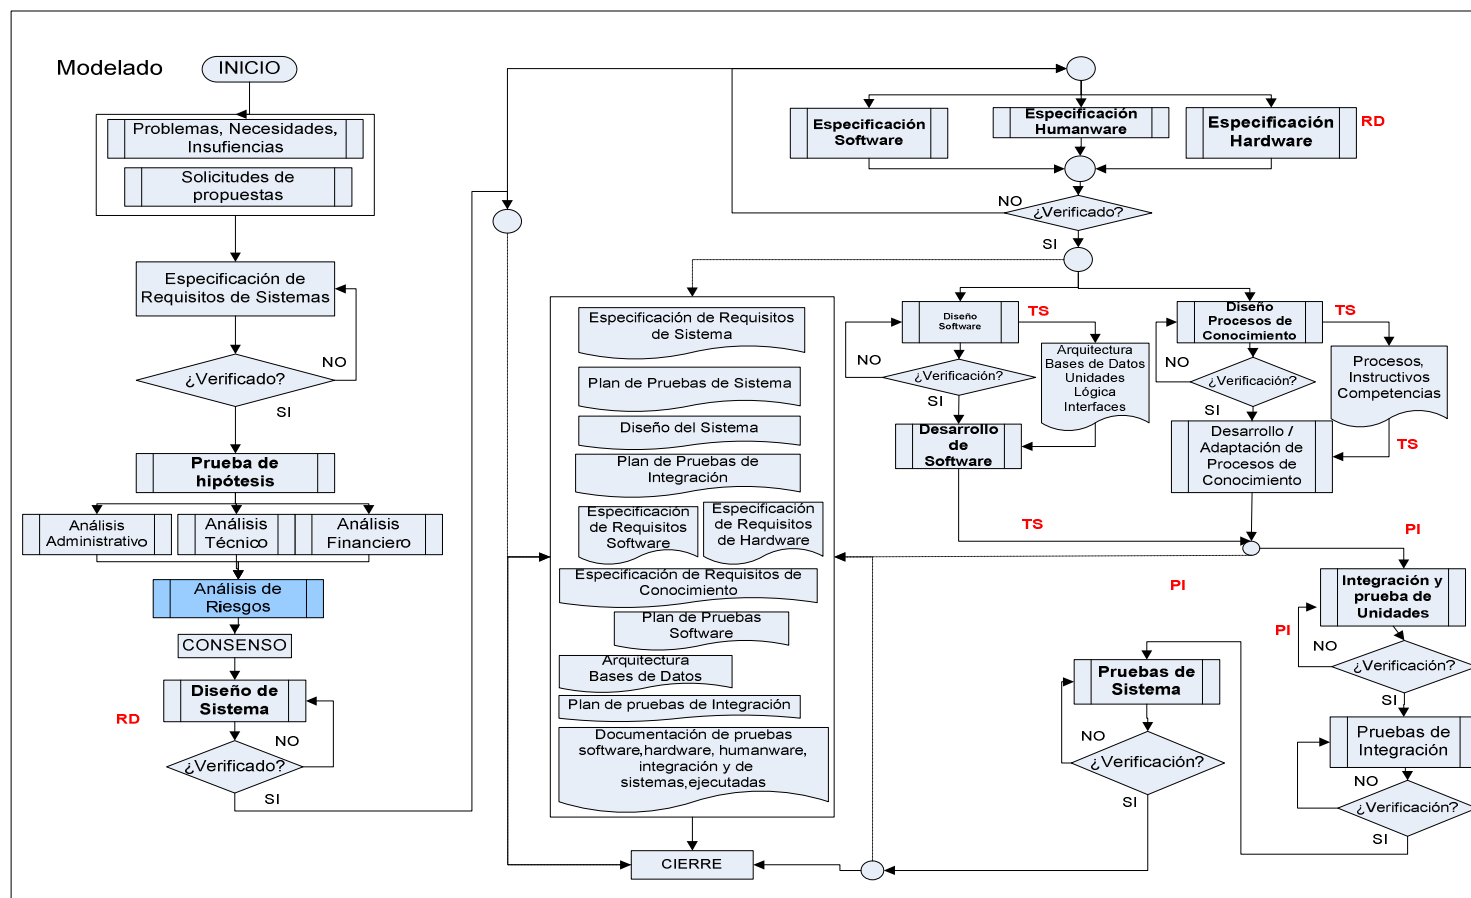 Modelado
INICIO
Problemas, Necesidades,
Insufiencias
Solicitudes de
propuestas
Especificación de
Requisitos de Sistemas
NO
¿Verificado?
SI
Prueba de
hipótesis
Análisis
Administrativo
Análisis
Técnico
Análisis
Financiero
Análisis de
Riesgos
CONSENSO
Diseño de
Sistema
RD
NO
¿Verificado?
SI
Especificación
Software
Especificación
Humanware
Especificación
Hardware
RD
NO
¿Verificado?
SI
Especificación de Requisitos
de Sistema
Plan de Pruebas de Sistema
Diseño del Sistema
Plan de Pruebas de
Integración
Especificación
de Requisitos
Software
Especificación
de Requisitos
de Hardware
Especificación de Requisitos de
Conocimiento
Plan de Pruebas
Software
Arquitectura
Bases de Datos
Plan de pruebas de Integración
Documentación de pruebas
software,hardware, humanware,
integración y de
sistemas,ejecutadas
CIERRE
Diseño
Software
TS
NO
¿Verificación?
SI
Arquitectura
Bases de Datos
Unidades
Lógica
Interfaces
Desarrollo
de
Software
TS
Diseño
Procesos de
Conocimiento
TS
NO
¿Verificación?
SI
Procesos,
Instructivos
Competencias
TS
Desarrollo /
Adaptación de
Procesos de
Conocimiento
PI
PI
Integración y
prueba de
Unidades
PI
NO
¿Verificación?
SI
Pruebas de
Integración
NO
¿Verificación?
SI
Pruebas de
Sistema
NO
¿Verificación?
SI